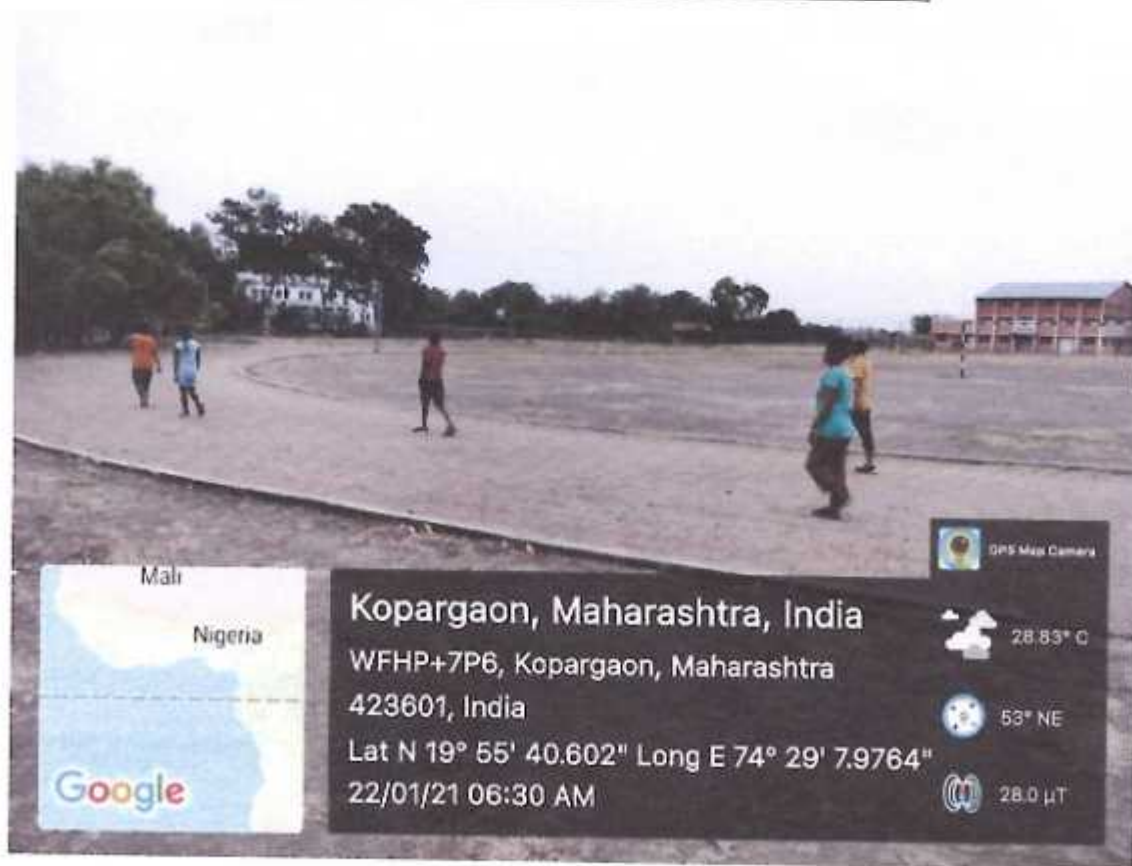 Mali
Nigeria
Google
Kopargaon, Maharashtra, India
WFHP+7P6, Kopargaon, Maharashtra
423601, India
Lat N 19° 55' 40.602" Long E 74° 29' 7.9764"
22/01/21 06:30 AM
GPS Map Camera
28.83° C
53° NE
28.0 µT